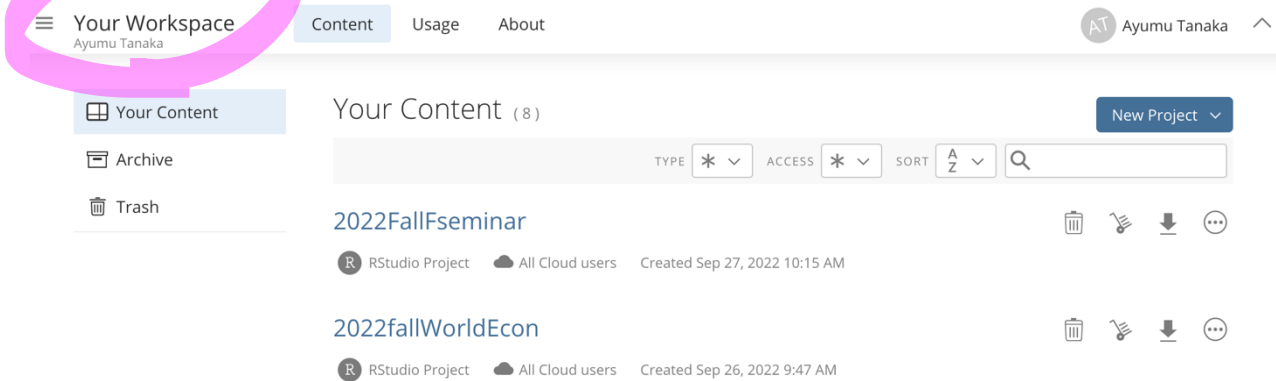 Your Workspace Content Usage About AT Ayumu Tanaka
Ayumu Tanaka
Your Content
Archive
Trash
Your Content (8) New Project
TYPE * ACCESS * SORT A Z
2022FallFseminar
R RStudio Project All Cloud users Created Sep 27, 2022 10:15 AM
2022fallWorldEcon
R RStudio Project All Cloud users Created Sep 26, 2022 9:47 AM